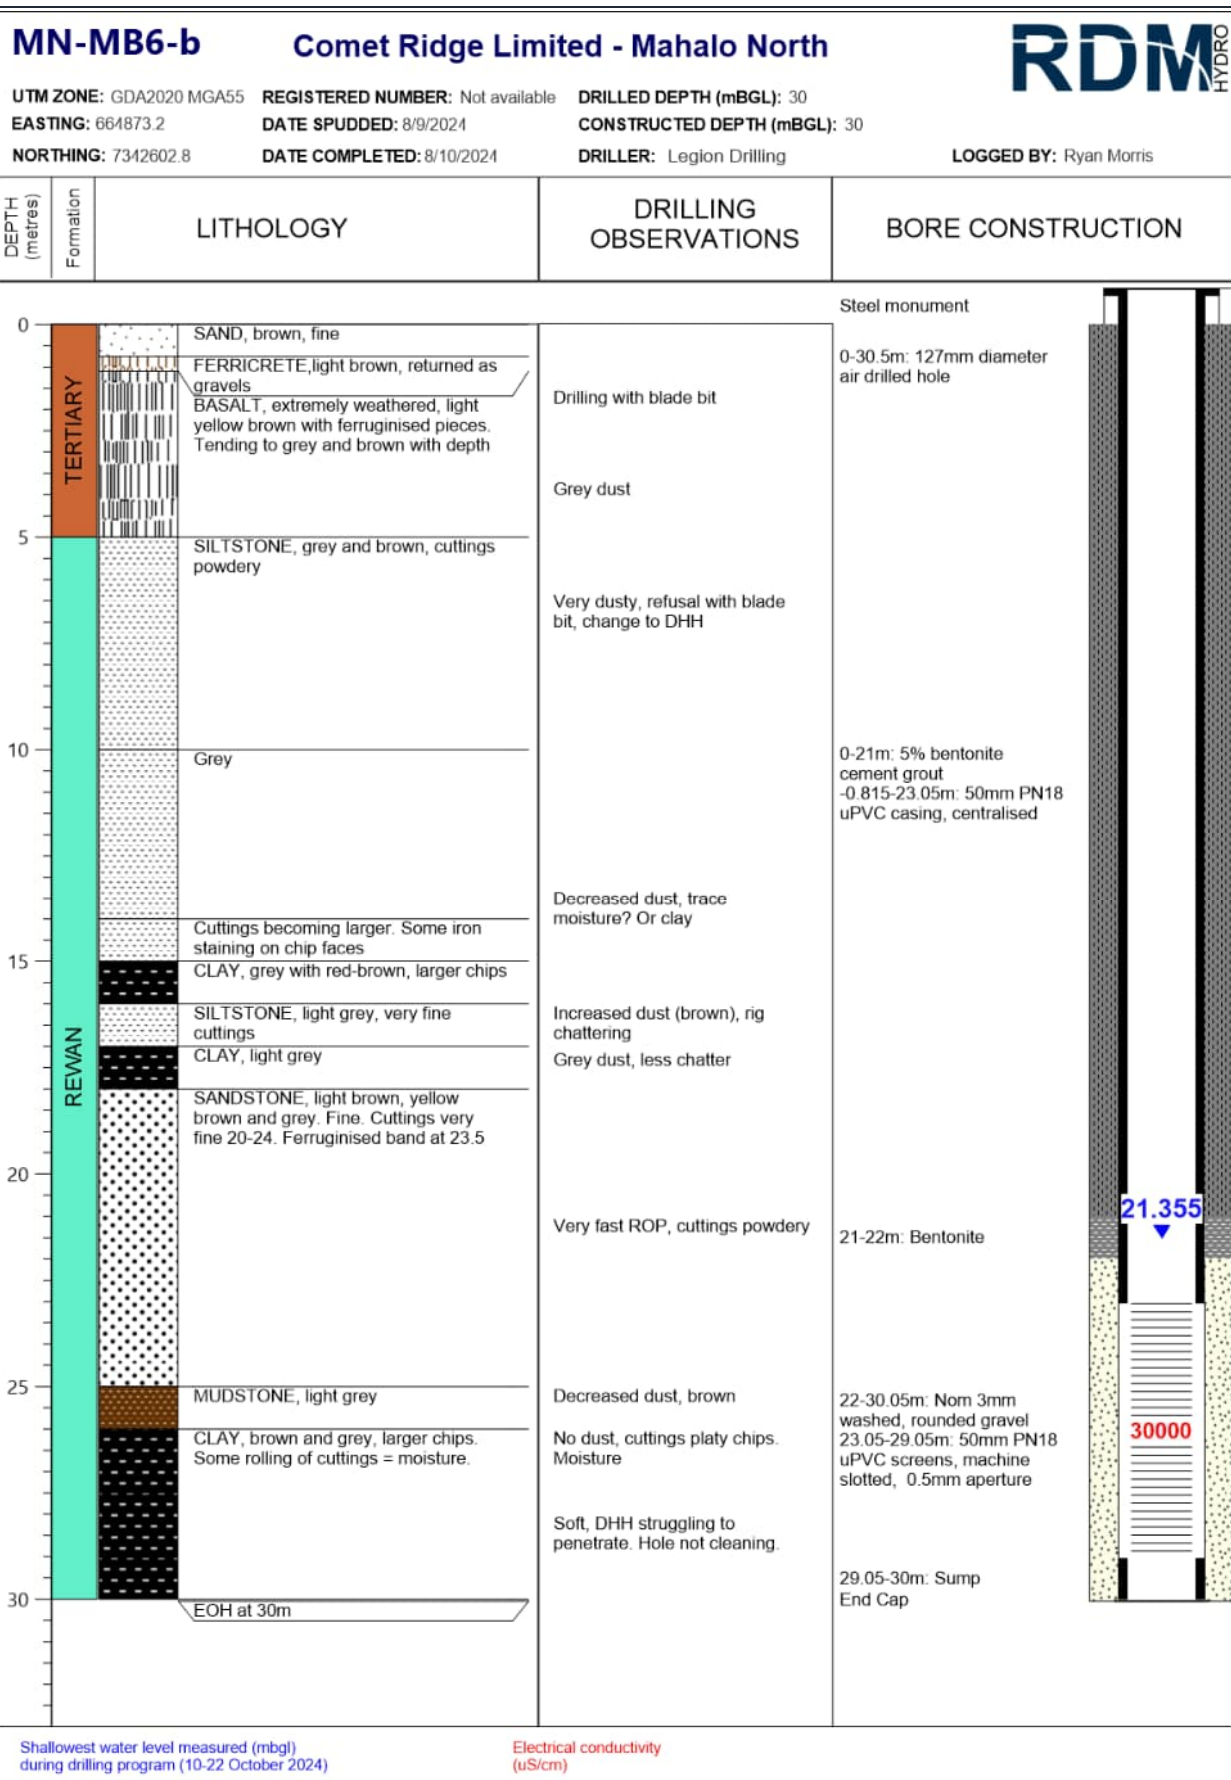 MN-MB6-b
Comet Ridge Limited - Mahalo North
RDM HYDRO
UTM ZONE: GDA2020 MGA55
REGISTERED NUMBER: Not available
DRILLED DEPTH (mBGL): 30
EASTING: 664873.2
DATE SPUDDED: 8/9/2024
CONSTRUCTED DEPTH (mBGL): 30
NORTHING: 7342602.8
DATE COMPLETED: 8/10/2024
DRILLER: Legion Drilling
LOGGED BY: Ryan Morris
DEPTH
(metres)
Formation
LITHOLOGY
DRILLING
OBSERVATIONS
BORE CONSTRUCTION
0
5
10
15
20
25
30
TERTIARY
REWAN
SAND, brown, fine
FERRICRETE,light brown, returned as
gravels
BASALT, extremely weathered, light
yellow brown with ferruginised pieces.
Tending to grey and brown with depth
SILTSTONE, grey and brown, cuttings
powdery
Grey
Cuttings becoming larger. Some iron
staining on chip faces
CLAY, grey with red-brown, larger chips
SILTSTONE, light grey, very fine
cuttings
CLAY, light grey
SANDSTONE, light brown, yellow
brown and grey. Fine. Cuttings very
fine 20-24. Ferruginised band at 23.5
MUDSTONE, light grey
CLAY, brown and grey, larger chips.
Some rolling of cuttings = moisture.
EOH at 30m
Drilling with blade bit
Grey dust
Very dusty, refusal with blade
bit, change to DHH
Decreased dust, trace
moisture? Or clay
Increased dust (brown), rig
chattering
Grey dust, less chatter
Very fast ROP, cuttings powdery
Decreased dust, brown
No dust, cuttings platy chips.
Moisture
Soft, DHH struggling to
penetrate. Hole not cleaning.
Steel monument
0-30.5m: 127mm diameter
air drilled hole
0-21m: 5% bentonite
cement grout
-0.815-23.05m: 50mm PN18
uPVC casing, centralised
21-22m: Bentonite
22-30.05m: Nom 3mm
washed, rounded gravel
23.05-29.05m: 50mm PN18
uPVC screens, machine
slotted, 0.5mm aperture
29.05-30m: Sump
End Cap
21.355
30000
Shallowest water level measured (mbgl)
during drilling program (10-22 October 2024)
Electrical conductivity
(uS/cm)